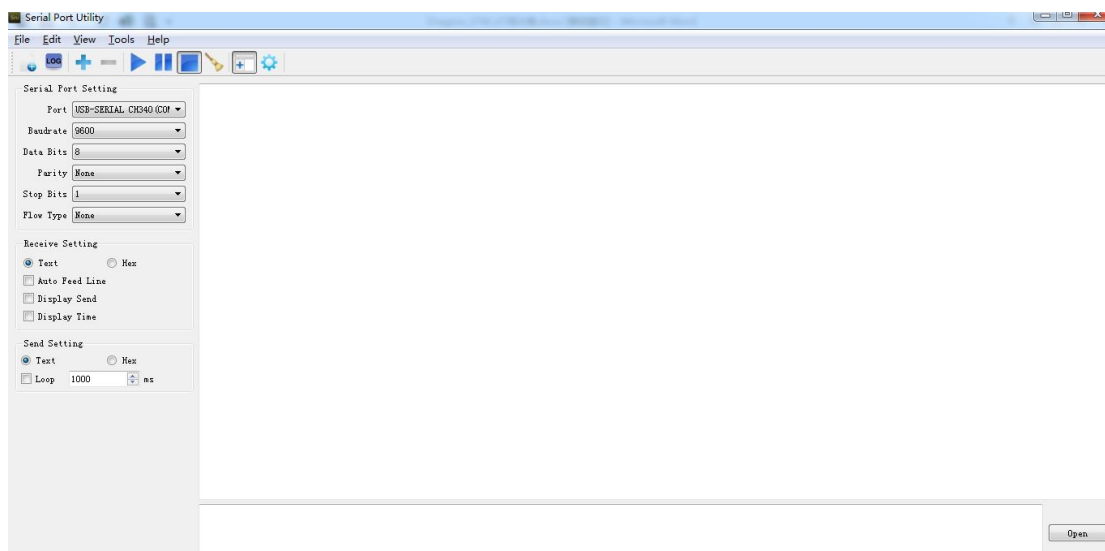 Serial Port Utility
File Edit View Tools Help
LOG
Serial Port Setting
Port USB-SERIAL CH340 (COM
Baudrate 9600
Data Bits 8
Parity None
Stop Bits 1
Flow Type None
Receive Setting
Text Hex
Auto Feed Line
Display Send
Display Time
Send Setting
Text Hex
Loop 1000 ms
Open